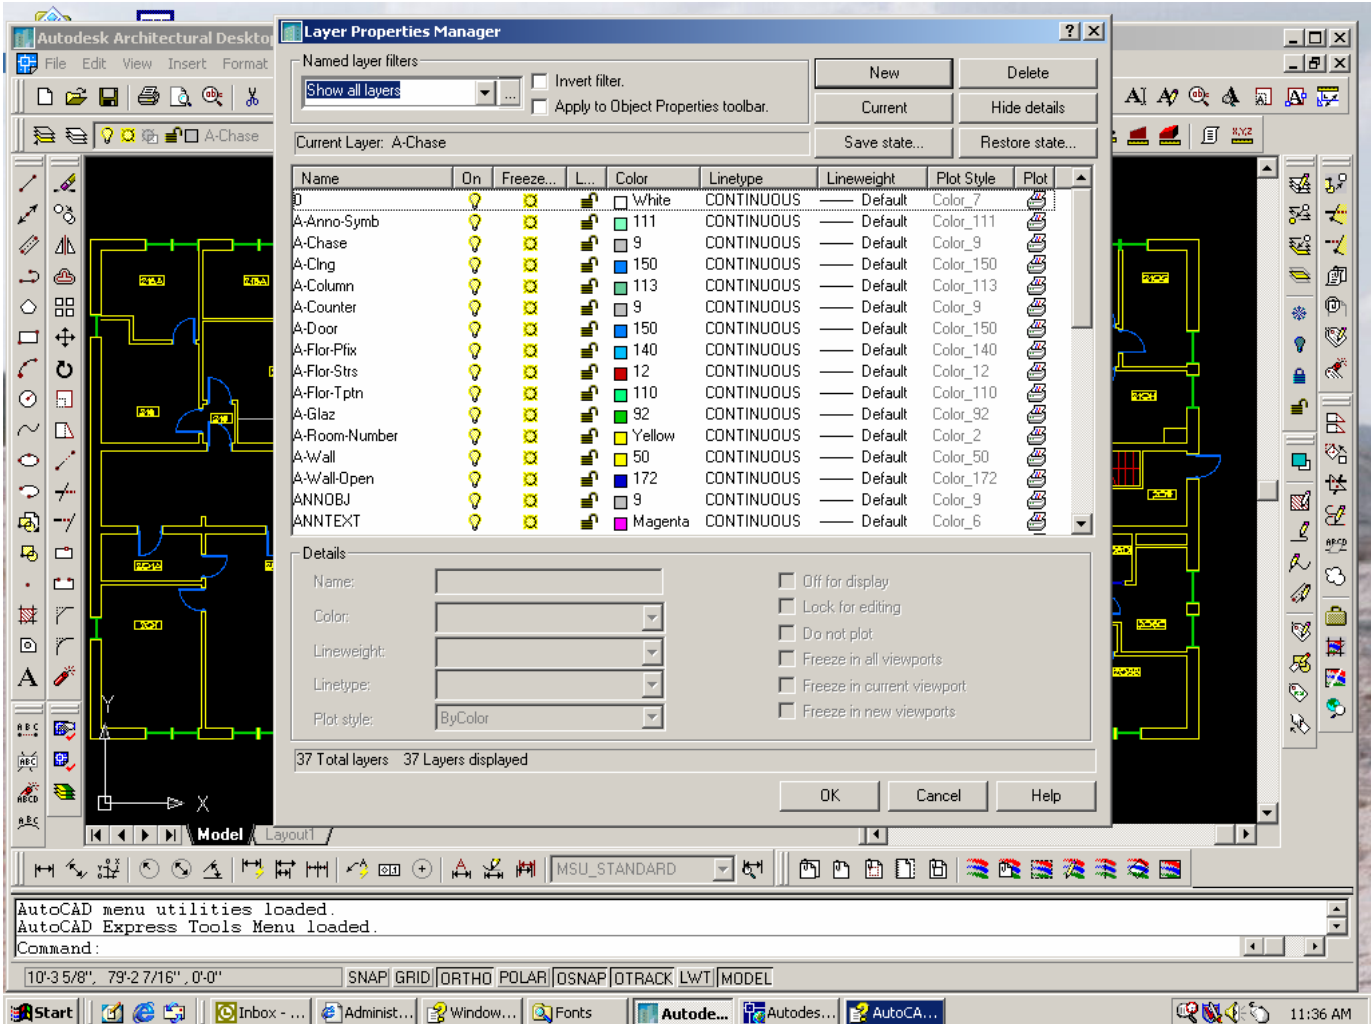 Autodesk Architectural Desktop
Layer Properties Manager
File Edit View Insert Format
Named layer filters
Show all layers
...
Invert filter.
Apply to Object Properties toolbar.
New Delete
Current Hide details
Save state... Restore state...
A-Chase
Current Layer: A-Chase
Name On Freeze... L... Color Linetype Lineweight Plot Style Plot
0 White CONTINUOUS Default Color_7
A-Anno-Symb 111 CONTINUOUS Default Color_111
A-Chase 9 CONTINUOUS Default Color_9
A-Clng 150 CONTINUOUS Default Color_150
A-Column 113 CONTINUOUS Default Color_113
A-Counter 9 CONTINUOUS Default Color_9
A-Door 150 CONTINUOUS Default Color_150
A-Flor-Pfix 140 CONTINUOUS Default Color_140
A-Flor-Strs 12 CONTINUOUS Default Color_12
A-Flor-Tptn 110 CONTINUOUS Default Color_110
A-Glaz 92 CONTINUOUS Default Color_92
A-Room-Number Yellow CONTINUOUS Default Color_2
A-Wall 50 CONTINUOUS Default Color_50
A-Wall-Open 172 CONTINUOUS Default Color_172
ANNOBJ 9 CONTINUOUS Default Color_9
ANNTEXT Magenta CONTINUOUS Default Color_6
Details
Name:
Color:
Lineweight:
Linetype:
Plot style: ByColor
Off for display
Lock for editing
Do not plot
Freeze in all viewports
Freeze in current viewport
Freeze in new viewports
37 Total layers 37 Layers displayed
OK Cancel Help
Y
X
Model Layout1
MSU_STANDARD
AutoCAD menu utilities loaded.
AutoCAD Express Tools Menu loaded.
Command:
10'-3 5/8", 79'-2 7/16", 0'-0"
SNAP GRID ORTHO POLAR OSNAP OTRACK LWT MODEL
Start Inbox - ... Administ... Window... Fonts Autode... Autodes... AutoCA... 11:36 AM